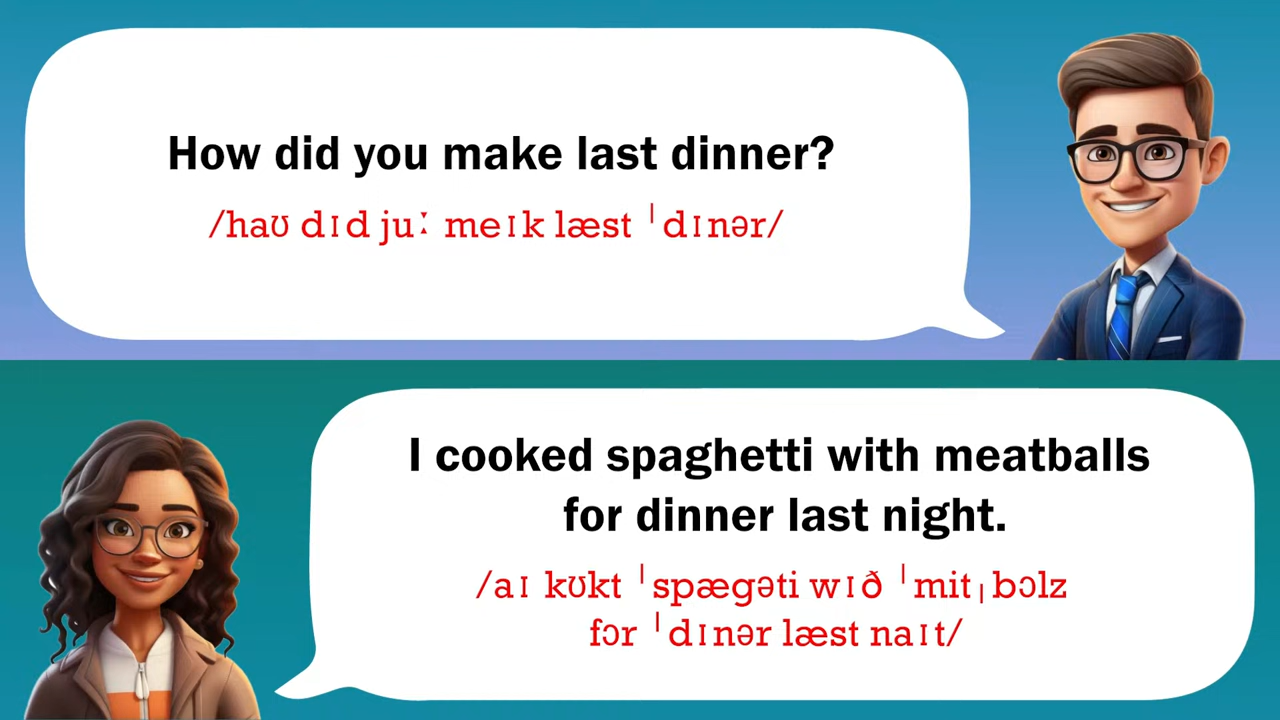 How did you make last dinner?
/haʊ dɪd juː meɪk læst ˈdɪnər/
I cooked spaghetti with meatballs
for dinner last night.
/aɪ kʊkt ˈspægəti wɪð ˈmitˌbɔlz
fɔr ˈdɪnər læst naɪt/